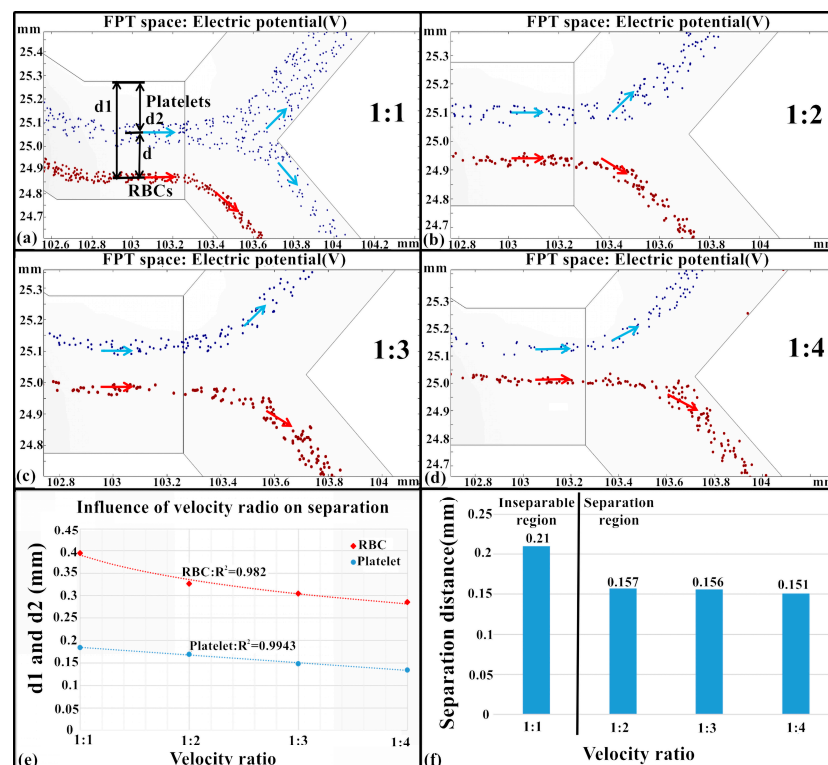 FPT space: Electric potential(V)
mm
25.4
25.3
25.2
25.1
25.0
24.9
24.8
24.7
d1
Platelets
d2
d
RBCs
1:1
(a)
102.6 102.8 103 103.2 103.4 103.6 103.8 104 104.2 mm
FPT space: Electric potential(V)
mm
25.3
25.2
25.1
25.0
24.9
24.8
24.7
1:2
(b)
102.8 103 103.2 103.4 103.6 103.8 104 mm
FPT space: Electric potential(V)
mm
25.3
25.2
25.1
25.0
24.9
24.8
1:3
(c)
102.8 103 103.2 103.4 103.6 103.8 104
mm
FPT space: Electric potential(V)
mm
25.3
25.2
25.1
25.0
24.9
24.8
24.7
1:4
(d)
102.8 103 103.2 103.4 103.6 103.8 104
mm
Influence of velocity radio on separation
d1 and d2 (mm)
0.45
0.4
0.35
0.3
0.25
0.2
0.15
0.1
0.05
0
RBC
Platelet
RBC:R²=0.982
Platelet:R²=0.9943
1:1 1:2 1:3 1:4
Velocity ratio
(e)
Inseparable region
Separation region
Separation distance(mm)
0.25
0.2
0.15
0.1
0.05
0
0.21
0.157
0.156
0.151
1:1 1:2 1:3 1:4
Velocity ratio
(f)